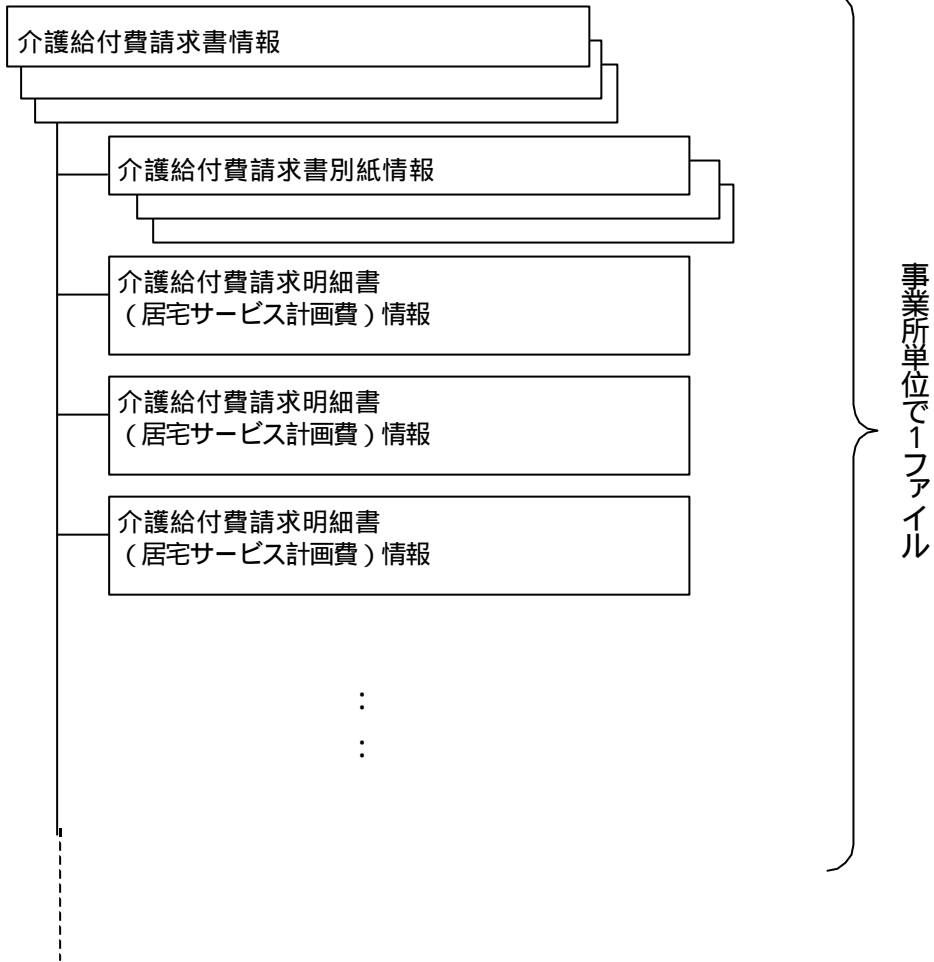 介護給付費請求書情報
介護給付費請求書別紙情報
介護給付費請求明細書
（居宅サービス計画費）情報
介護給付費請求明細書
（居宅サービス計画費）情報
介護給付費請求明細書
（居宅サービス計画費）情報
：
：
事業所単位で1ファイル